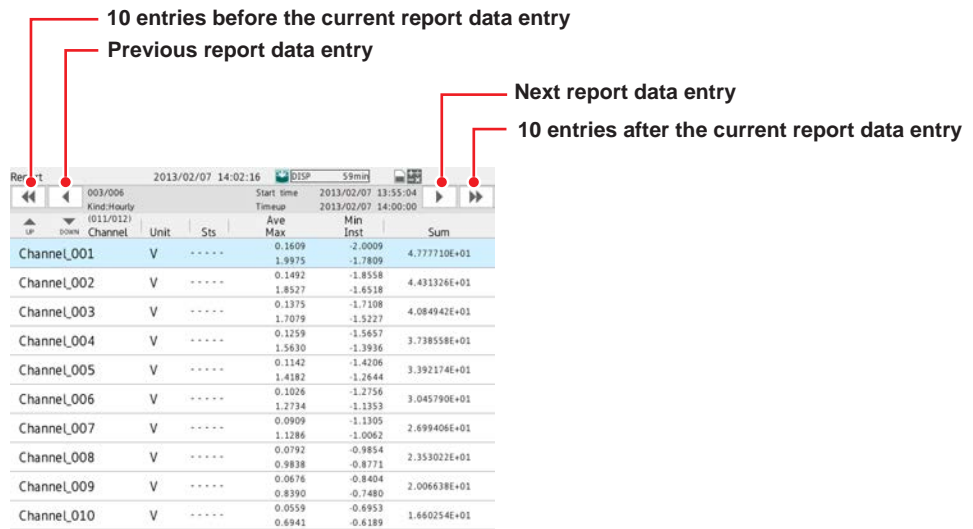 10 entries before the current report data entry
Previous report data entry
Next report data entry
10 entries after the current report data entry
Report 2013/02/07 14:02:16 DISP 59min
003/006 Start time 2013/02/07 13:55:04
Kind:Hourly Timeup 2013/02/07 14:00:00
UP DOWN (011/012) Channel Unit Sts Ave Max Min Inst Sum
Channel_001 V ----- 0.1609 -2.0009 4.777710E+01
1.9975 -1.7809
Channel_002 V ----- 0.1492 -1.8558 4.431326E+01
1.8527 -1.6518
Channel_003 V ----- 0.1375 -1.7108 4.084942E+01
1.7079 -1.5227
Channel_004 V ----- 0.1259 -1.5657 3.738558E+01
1.5630 -1.3936
Channel_005 V ----- 0.1142 -1.4206 3.392174E+01
1.4182 -1.2644
Channel_006 V ----- 0.1026 -1.2756 3.045790E+01
1.2734 -1.1353
Channel_007 V ----- 0.0909 -1.1305 2.699406E+01
1.1286 -1.0062
Channel_008 V ----- 0.0792 -0.9854 2.353022E+01
0.9838 -0.8771
Channel_009 V ----- 0.0676 -0.8404 2.006638E+01
0.8390 -0.7480
Channel_010 V ----- 0.0559 -0.6953 1.660254E+01
0.6941 -0.6189